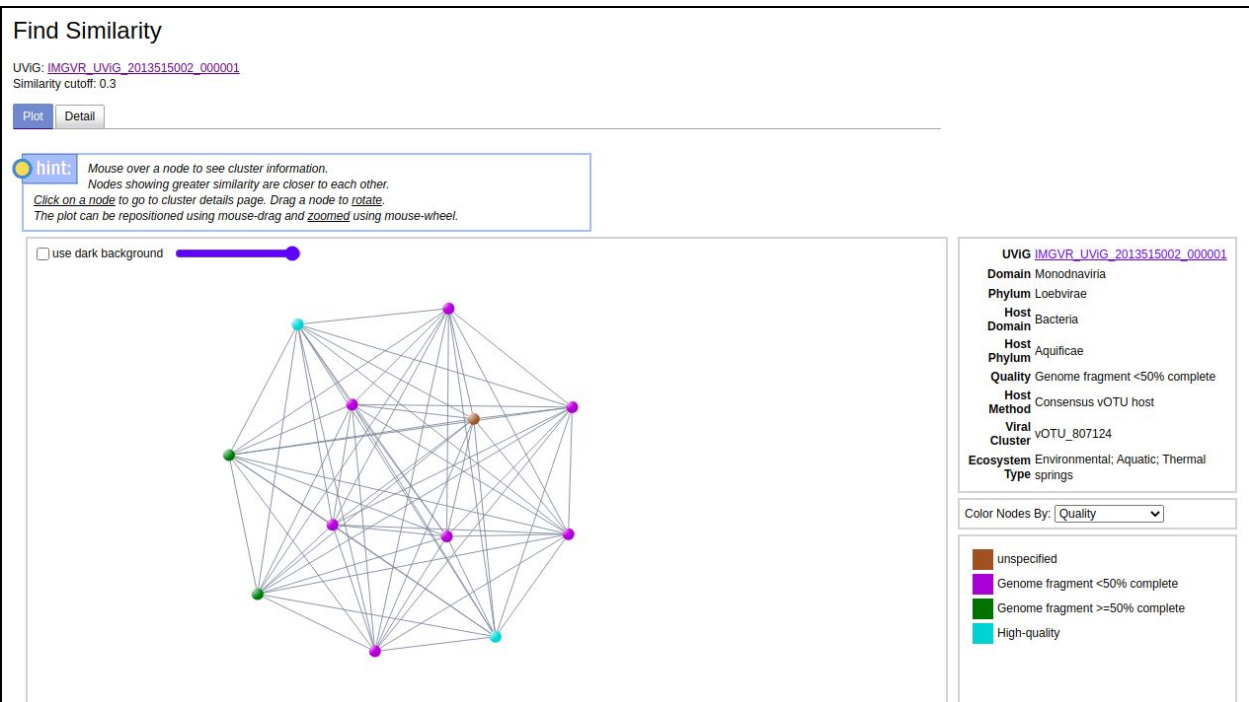 Find Similarity
UViG: IMGVR_UViG_2013515002_000001
Similarity cutoff: 0.3
Plot Detail
hint: Mouse over a node to see cluster information.
Nodes showing greater similarity are closer to each other.
Click on a node to go to cluster details page. Drag a node to rotate.
The plot can be repositioned using mouse-drag and zoomed using mouse-wheel.
use dark background
UViG IMGVR_UViG_2013515002_000001
Domain Monodnaviria
Phylum Loebvirae
Host Domain Bacteria
Host Phylum Aquificae
Quality Genome fragment <50% complete
Host Method Consensus vOTU host
Viral Cluster vOTU_807124
Ecosystem Type Environmental; Aquatic; Thermal springs
Color Nodes By: Quality
unspecified
Genome fragment <50% complete
Genome fragment >=50% complete
High-quality